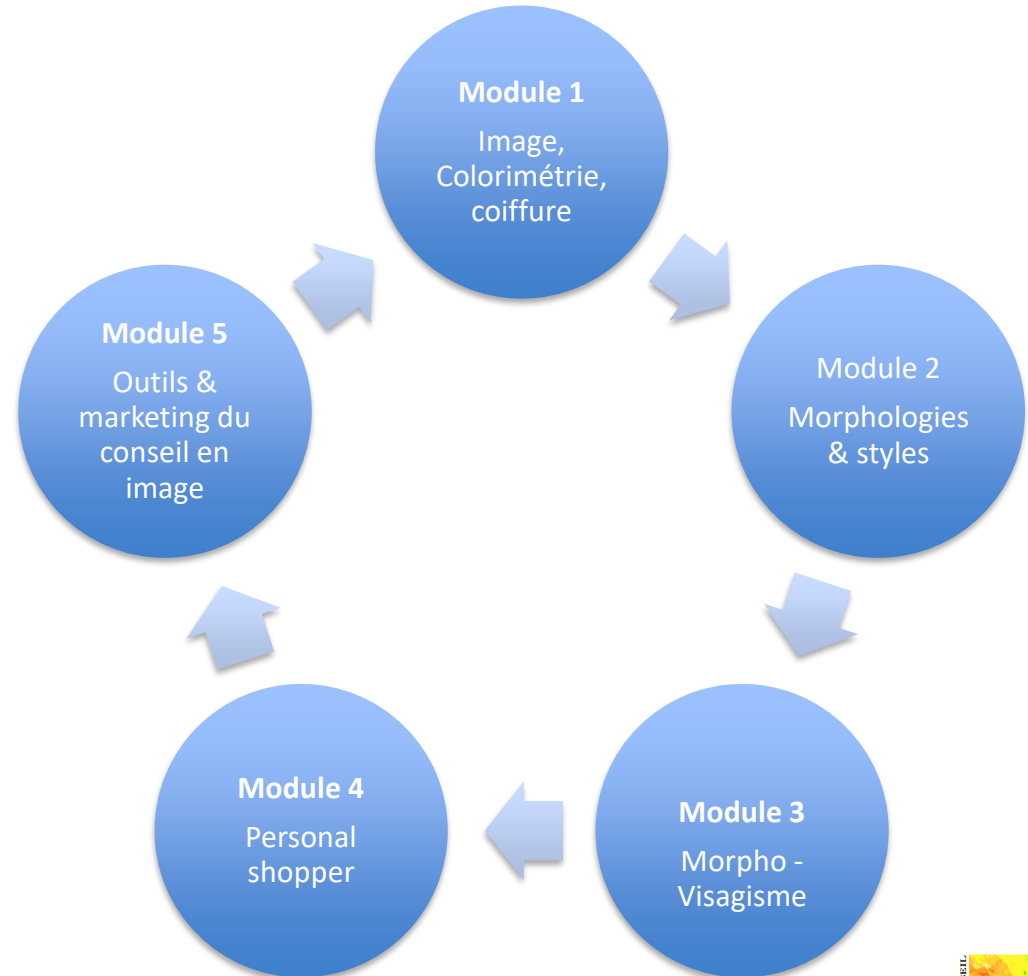 Module 1
Image,
Colorimétrie,
coiffure
Module 2
Morphologies
& styles
Module 3
Morpho -
Visagisme
Module 4
Personal
shopper
Module 5
Outils &
marketing du
conseil en
image